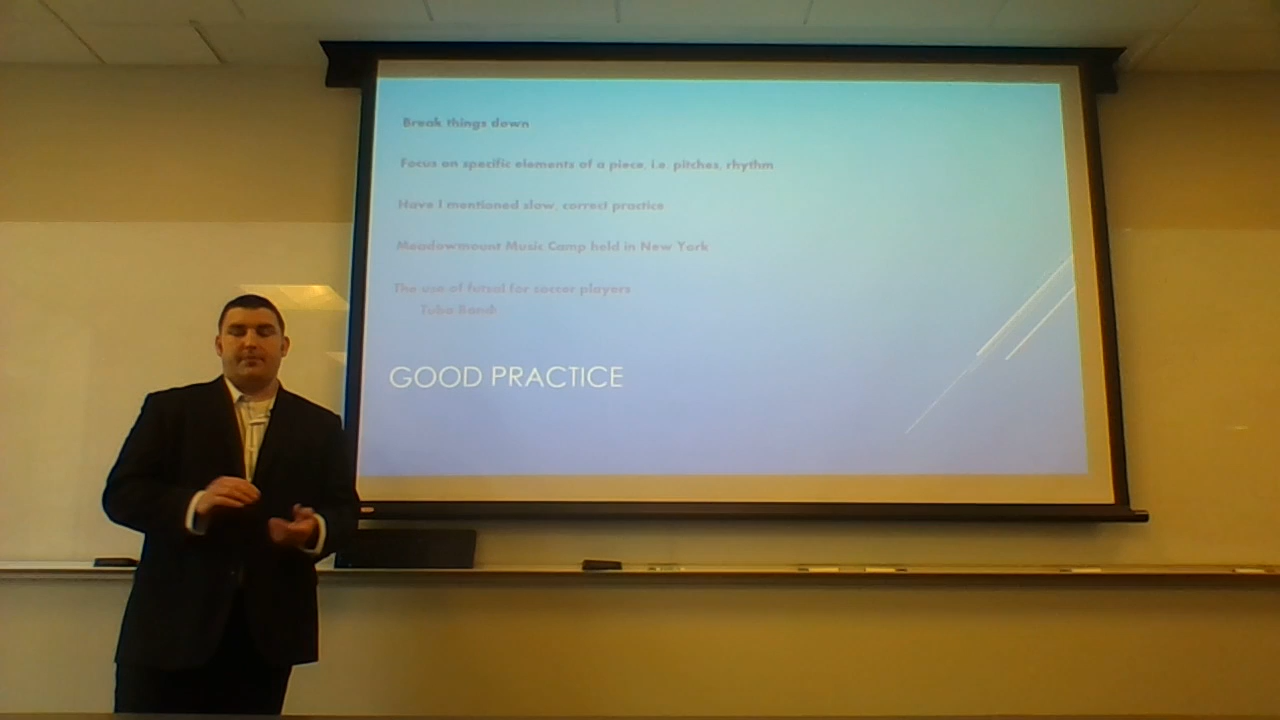 Break things down
Focus on specific elements of a piece, i.e. pitches, rhythm
Have I mentioned slow, correct practice
Meadowmount Music Camp held in New York
The use of futsal for soccer players
Tuba Band
GOOD PRACTICE